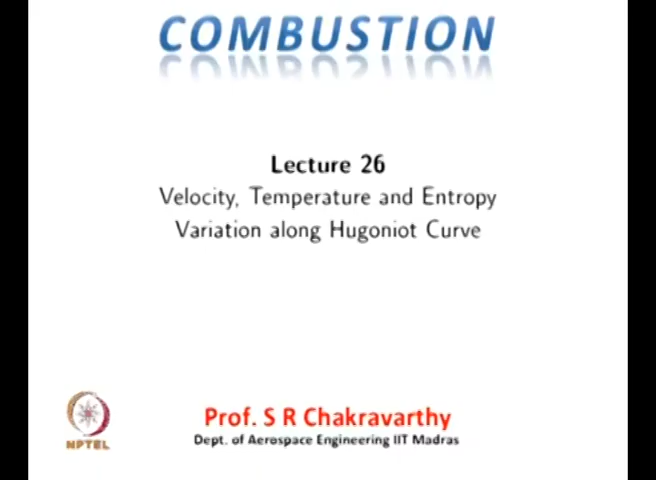 COMBUSTION
Lecture 26
Velocity, Temperature and Entropy
Variation along Hugoniot Curve
Prof. S R Chakravarthy
Dept. of Aerospace Engineering IIT Madras
NPTEL